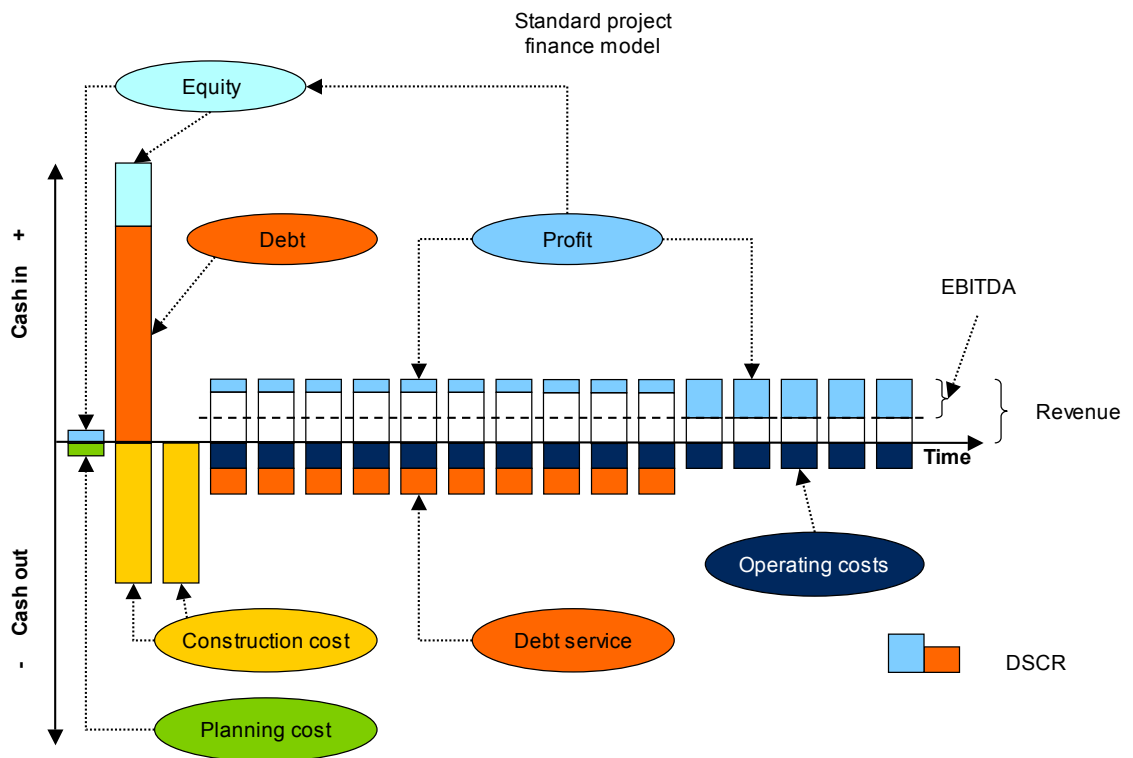 Standard project
finance model
Equity
Debt
Profit
EBITDA
Revenue
Cash in +
Time
- Cash out
Operating costs
Construction cost
Debt service
DSCR
Planning cost